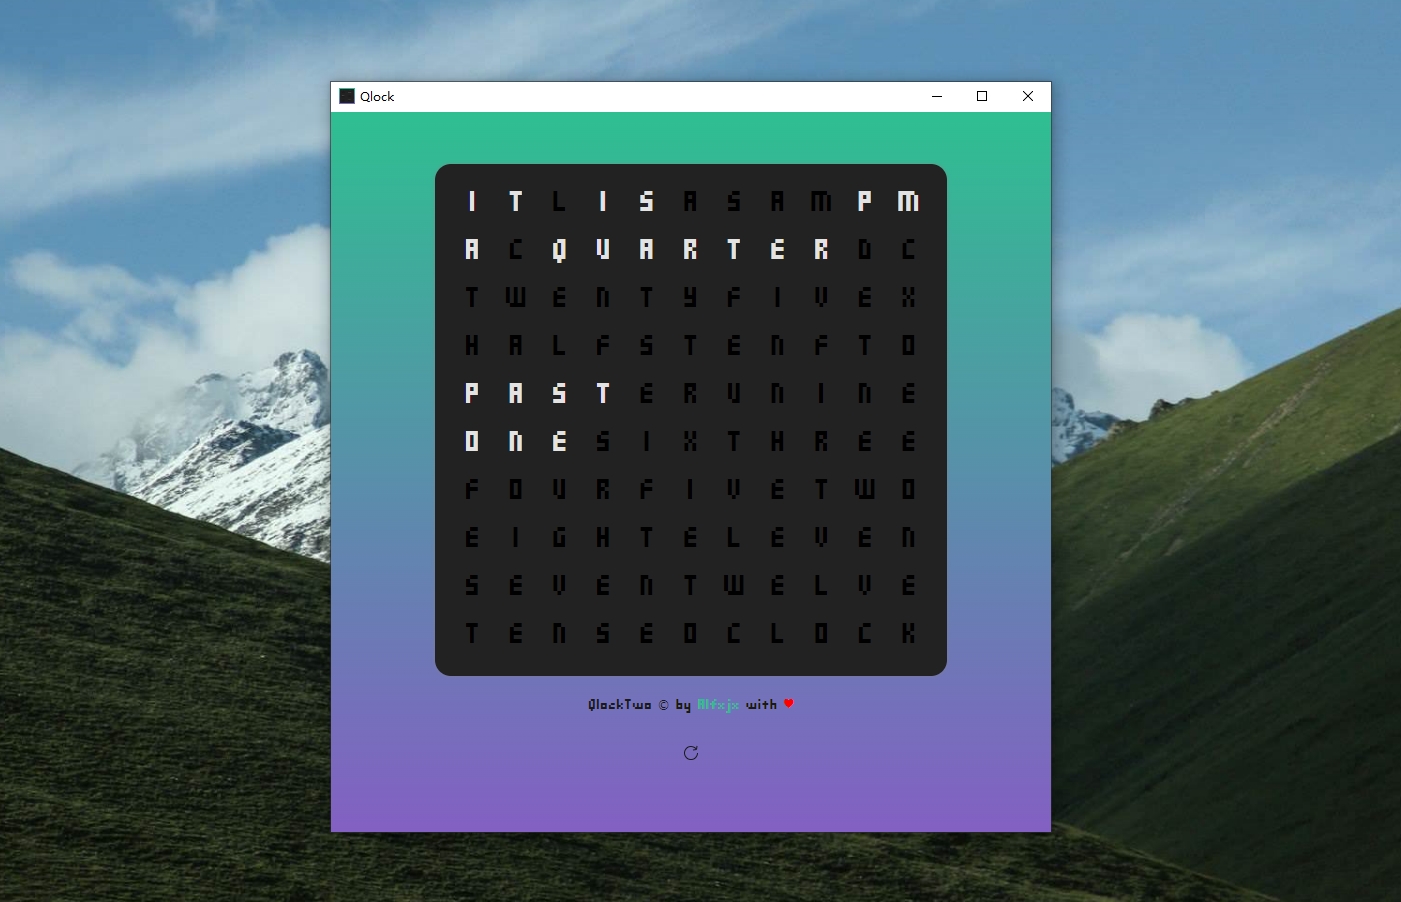 Qlock
I T L I S A S A M P M
A C Q U A R T E R D C
T W E N T Y F I V E X
H A L F S T E N F T O
P A S T E R U N I N E
O N E S I X T H R E E
F O U R F I V E T W O
E I G H T E L E V E N
S E V E N T W E L V E
T E N S E O C L O C K
QlockTwo © by Alfxjx with ♥